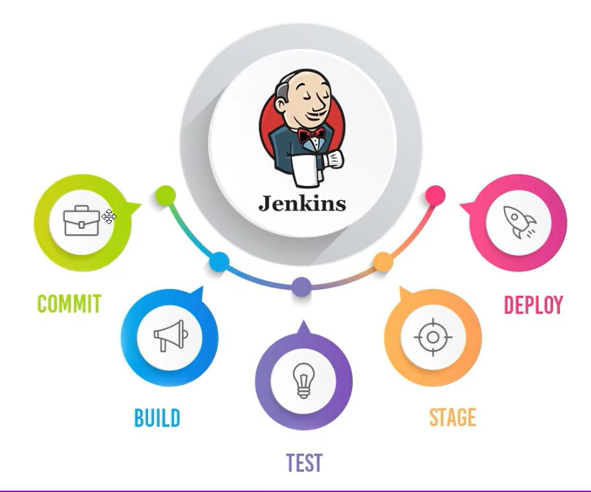 Jenkins
COMMIT
BUILD
TEST
STAGE
DEPLOY